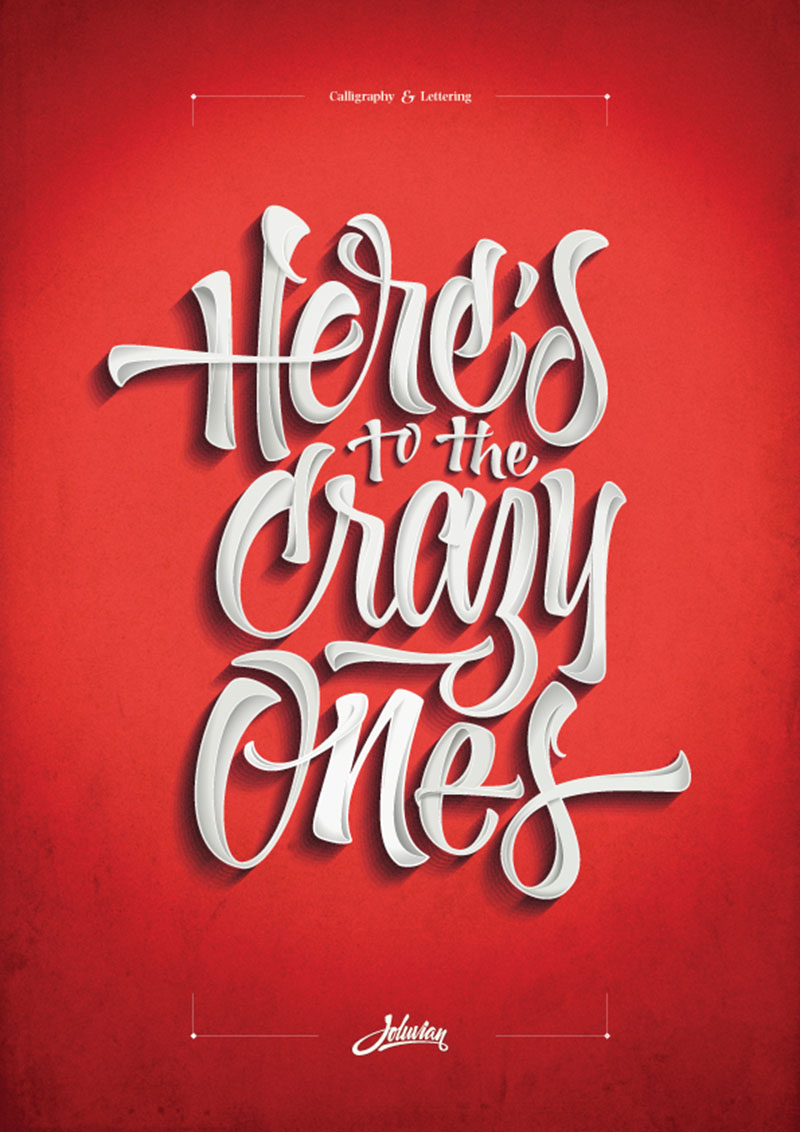 Calligraphy & Lettering
Here's
to the
Crazy
Ones
Joluvian